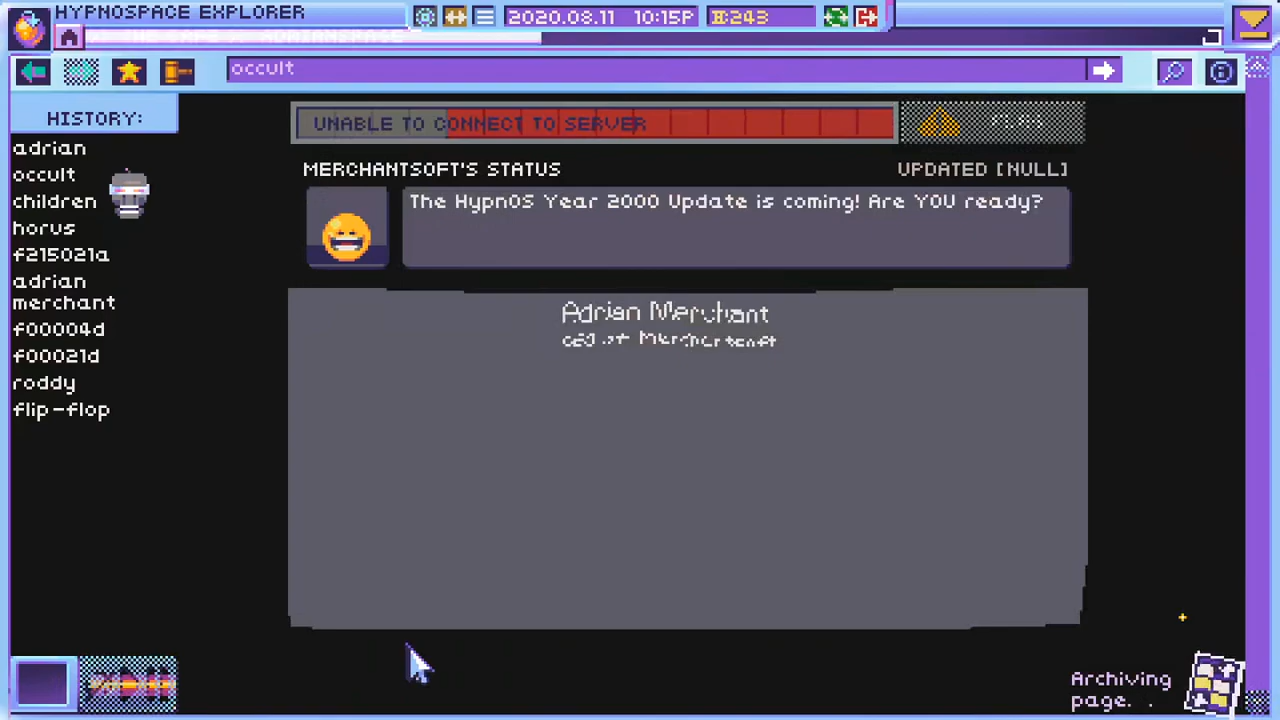 HYPNOSPACE EXPLORER
2020.08.11 10:15P
243
occult
HISTORY:
adrian
occult
children
horus
f215021a
adrian
merchant
f00004d
f00021d
roddy
flip-flop
UNABLE TO CONNECT TO SERVER
MERCHANTSOFT'S STATUS
UPDATED [NULL]
The HypnOS Year 2000 Update is coming! Are YOU ready?
Adrian Merchant
Archiving
page. .